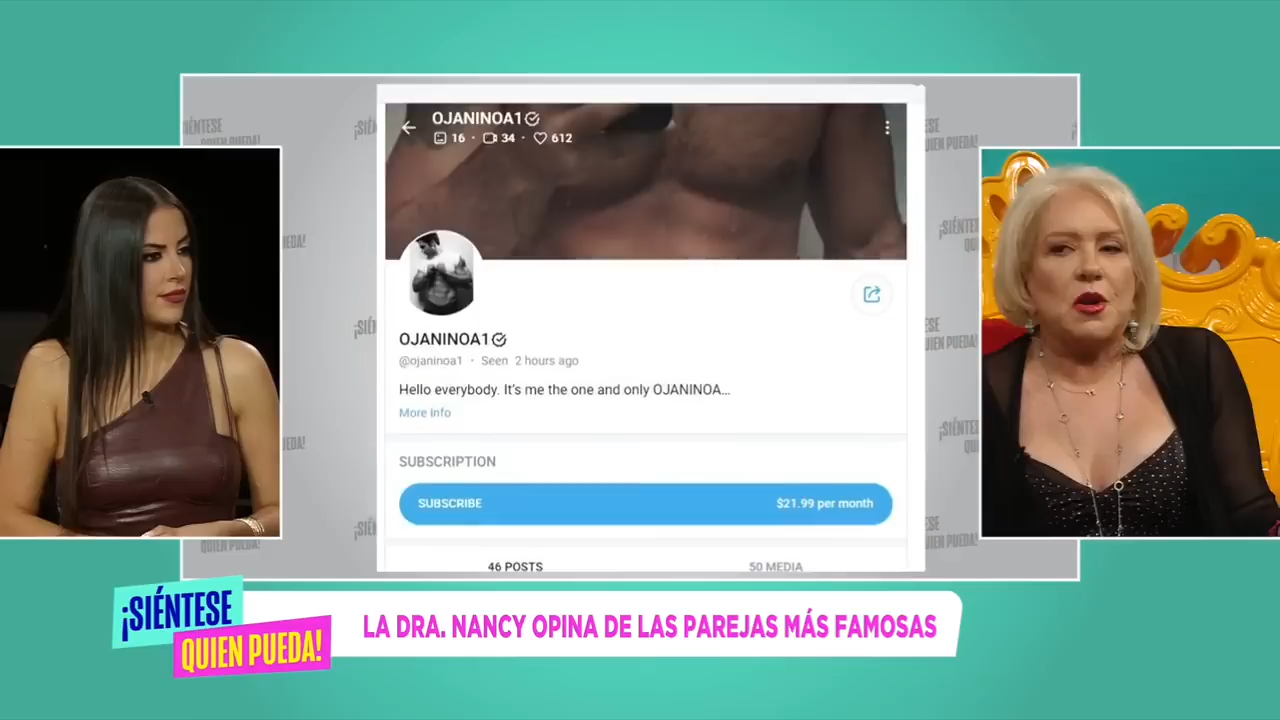 OJANINOA1
16 · 34 · 612
OJANINOA1
@ojaninoa1 · Seen 2 hours ago
Hello everybody. It's me the one and only OJANINOA...
More info
SUBSCRIPTION
SUBSCRIBE $21.99 per month
46 POSTS 50 MEDIA
¡SIÉNTESE
QUIEN PUEDA!
LA DRA. NANCY OPINA DE LAS PAREJAS MÁS FAMOSAS